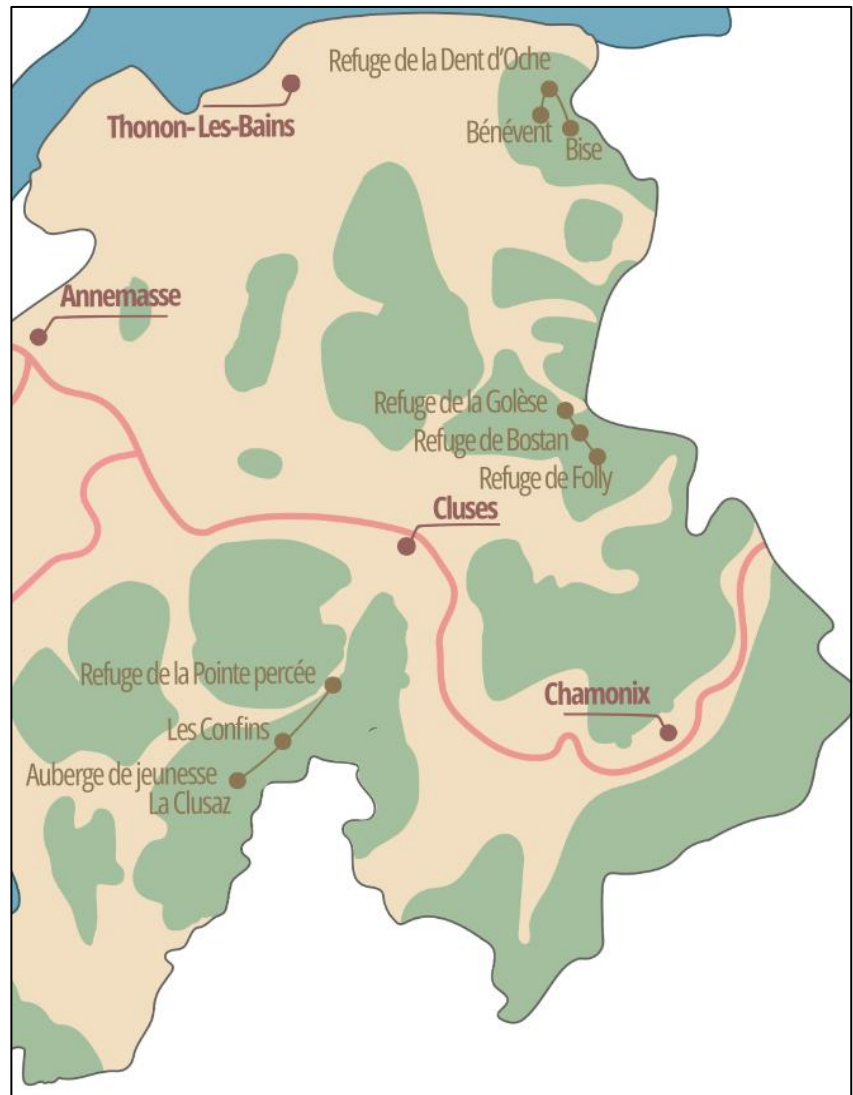 Refuge de la Dent d'Oche
Thonon-Les-Bains
Bénévent
Bise
Annemasse
Refuge de la Golèse
Refuge de Bostan
Refuge de Folly
Cluses
Refuge de la Pointe percée
Chamonix
Les Confins
Auberge de jeunesse
La Clusaz